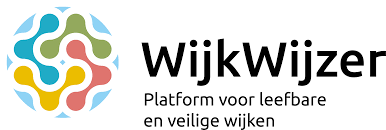 WijkWijzer
Platform voor leefbare
en veilige wijken